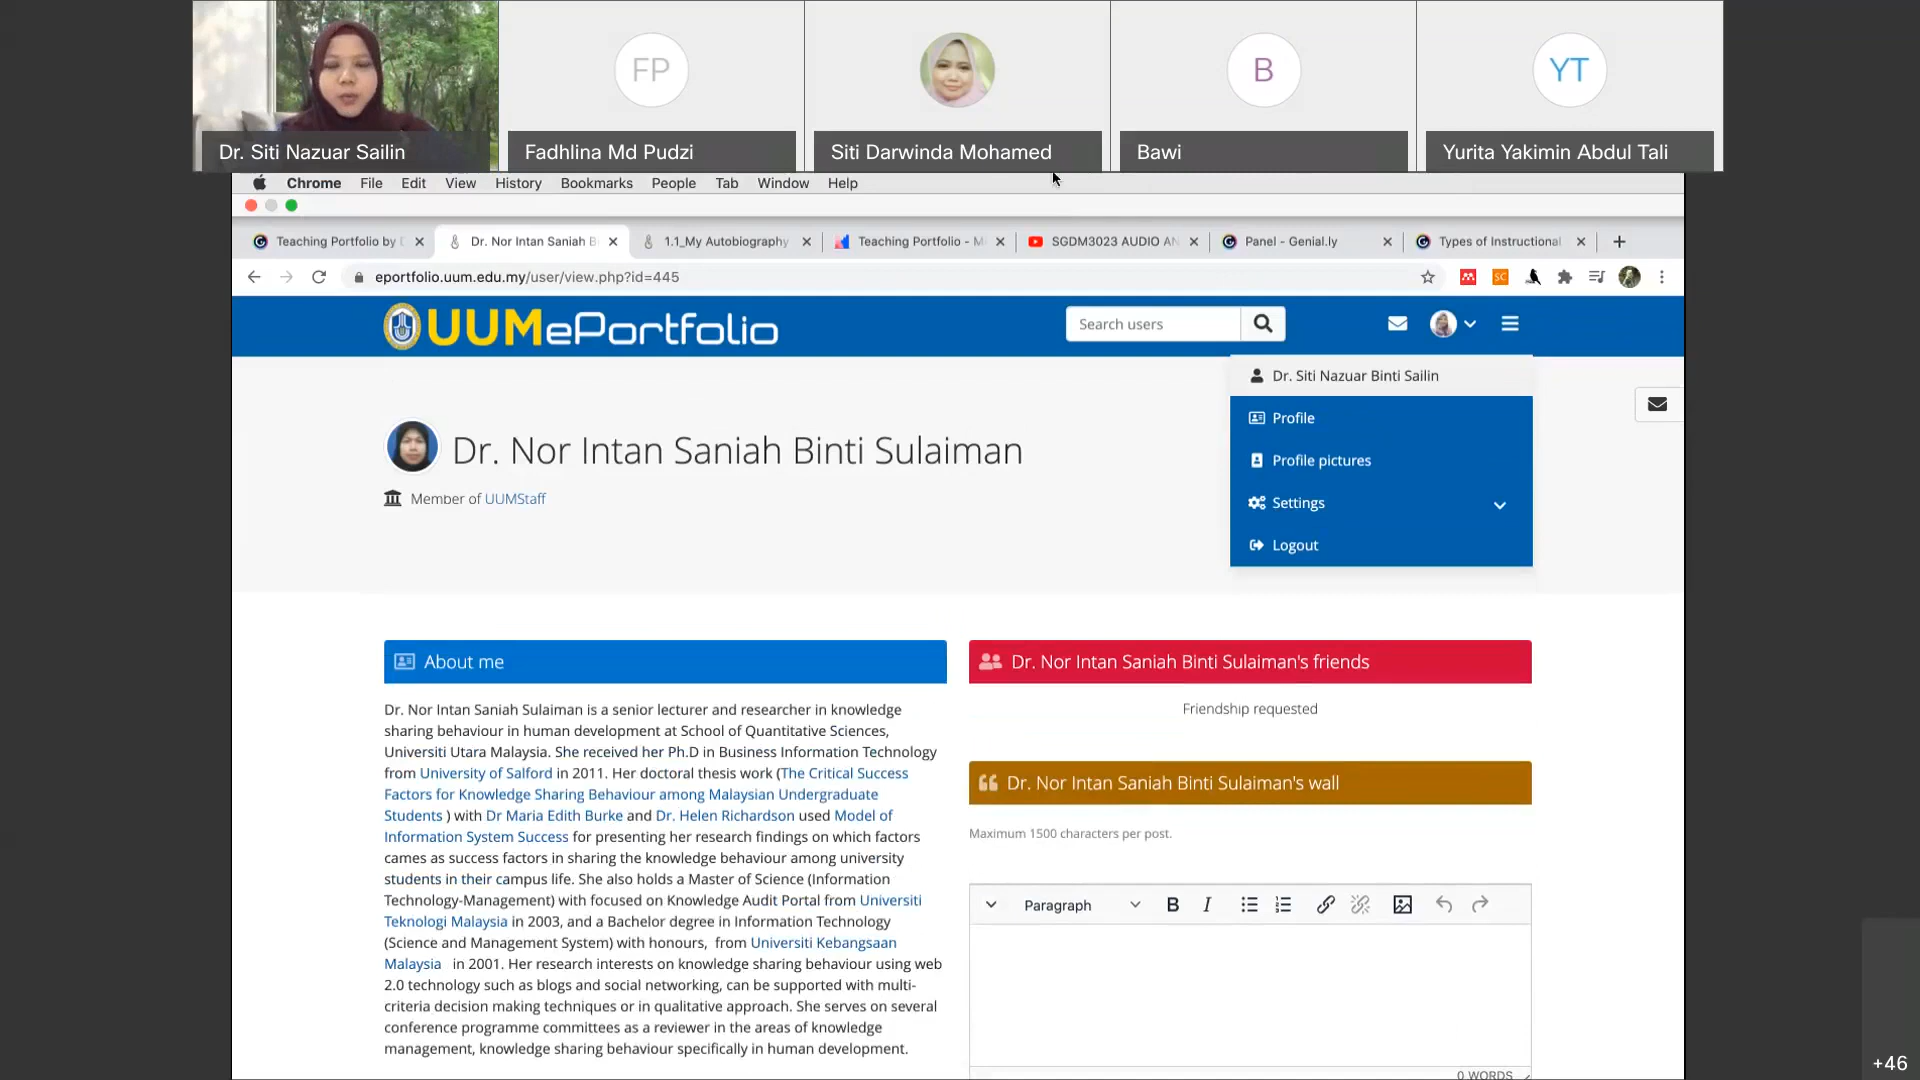 FP
B
YT
Dr. Siti Nazuar Sailin
Fadhlina Md Pudzi
Siti Darwinda Mohamed
Bawi
Yurita Yakimin Abdul Tali
Chrome File Edit View History Bookmarks People Tab Window Help
Teaching Portfolio by
Dr. Nor Intan Saniah B
1.1_My Autobiography
Teaching Portfolio - M
SGDM3023 AUDIO AN
Panel - Genial.ly
Types of Instructional
eportfolio.uum.edu.my/user/view.php?id=445
SC
UUMePortfolio
Search users
Dr. Siti Nazuar Binti Sailin
Profile
Profile pictures
Settings
Logout
Dr. Nor Intan Saniah Binti Sulaiman
Member of UUMStaff
About me
Dr. Nor Intan Saniah Sulaiman is a senior lecturer and researcher in knowledge
sharing behaviour in human development at School of Quantitative Sciences,
Universiti Utara Malaysia. She received her Ph.D in Business Information Technology
from University of Salford in 2011. Her doctoral thesis work (The Critical Success
Factors for Knowledge Sharing Behaviour among Malaysian Undergraduate
Students ) with Dr Maria Edith Burke and Dr. Helen Richardson used Model of
Information System Success for presenting her research findings on which factors
cames as success factors in sharing the knowledge behaviour among university
students in their campus life. She also holds a Master of Science (Information
Technology-Management) with focused on Knowledge Audit Portal from Universiti
Teknologi Malaysia in 2003, and a Bachelor degree in Information Technology
(Science and Management System) with honours, from Universiti Kebangsaan
Malaysia in 2001. Her research interests on knowledge sharing behaviour using web
2.0 technology such as blogs and social networking, can be supported with multi-
criteria decision making techniques or in qualitative approach. She serves on several
conference programme committees as a reviewer in the areas of knowledge
management, knowledge sharing behaviour specifically in human development.
Dr. Nor Intan Saniah Binti Sulaiman's friends
Friendship requested
Dr. Nor Intan Saniah Binti Sulaiman's wall
Maximum 1500 characters per post.
Paragraph B I
0 WORDS
+46